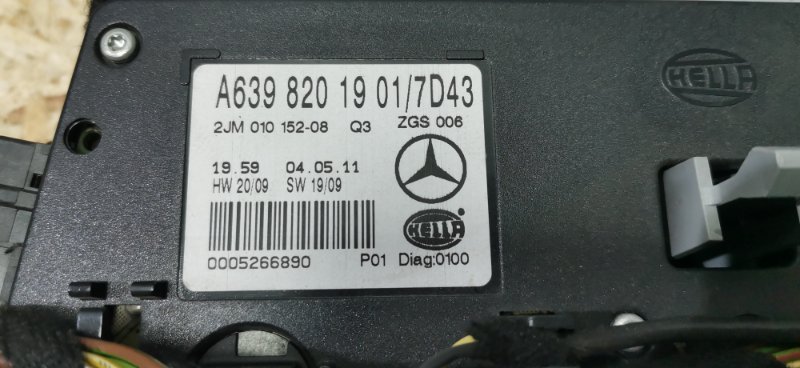 A639 820 19 01/7D43
2JM 010 152-08 Q3 ZGS 006
19.59 04.05.11
HW 20/09 SW 19/09
HELLA
0005266890 P01 Diag:0100
HELLA